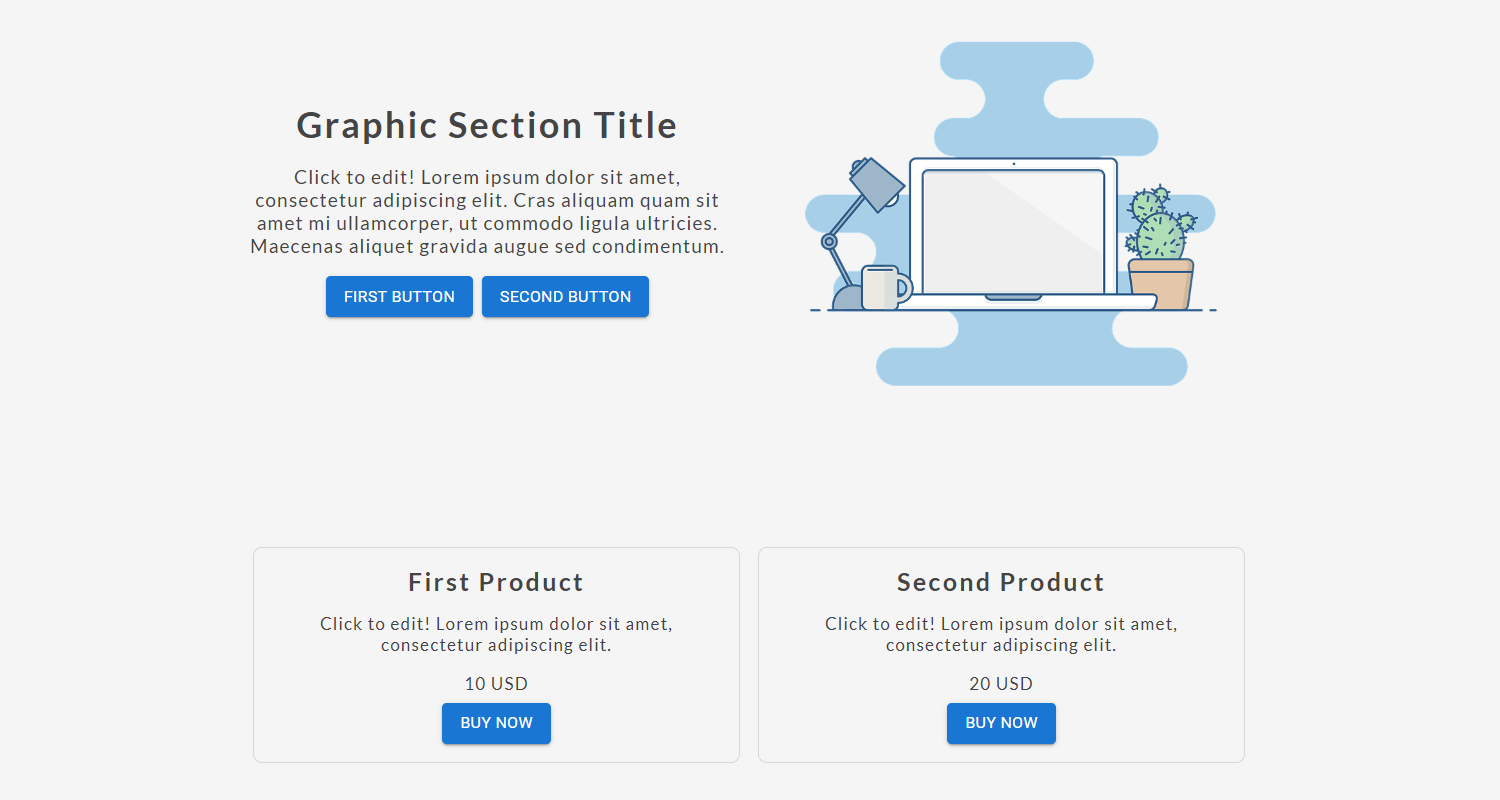 Graphic Section Title
Click to edit! Lorem ipsum dolor sit amet,
consectetur adipiscing elit. Cras aliquam quam sit
amet mi ullamcorper, ut commodo ligula ultricies.
Maecenas aliquet gravida augue sed condimentum.
FIRST BUTTON
SECOND BUTTON
First Product
Click to edit! Lorem ipsum dolor sit amet,
consectetur adipiscing elit.
10 USD
BUY NOW
Second Product
Click to edit! Lorem ipsum dolor sit amet,
consectetur adipiscing elit.
20 USD
BUY NOW